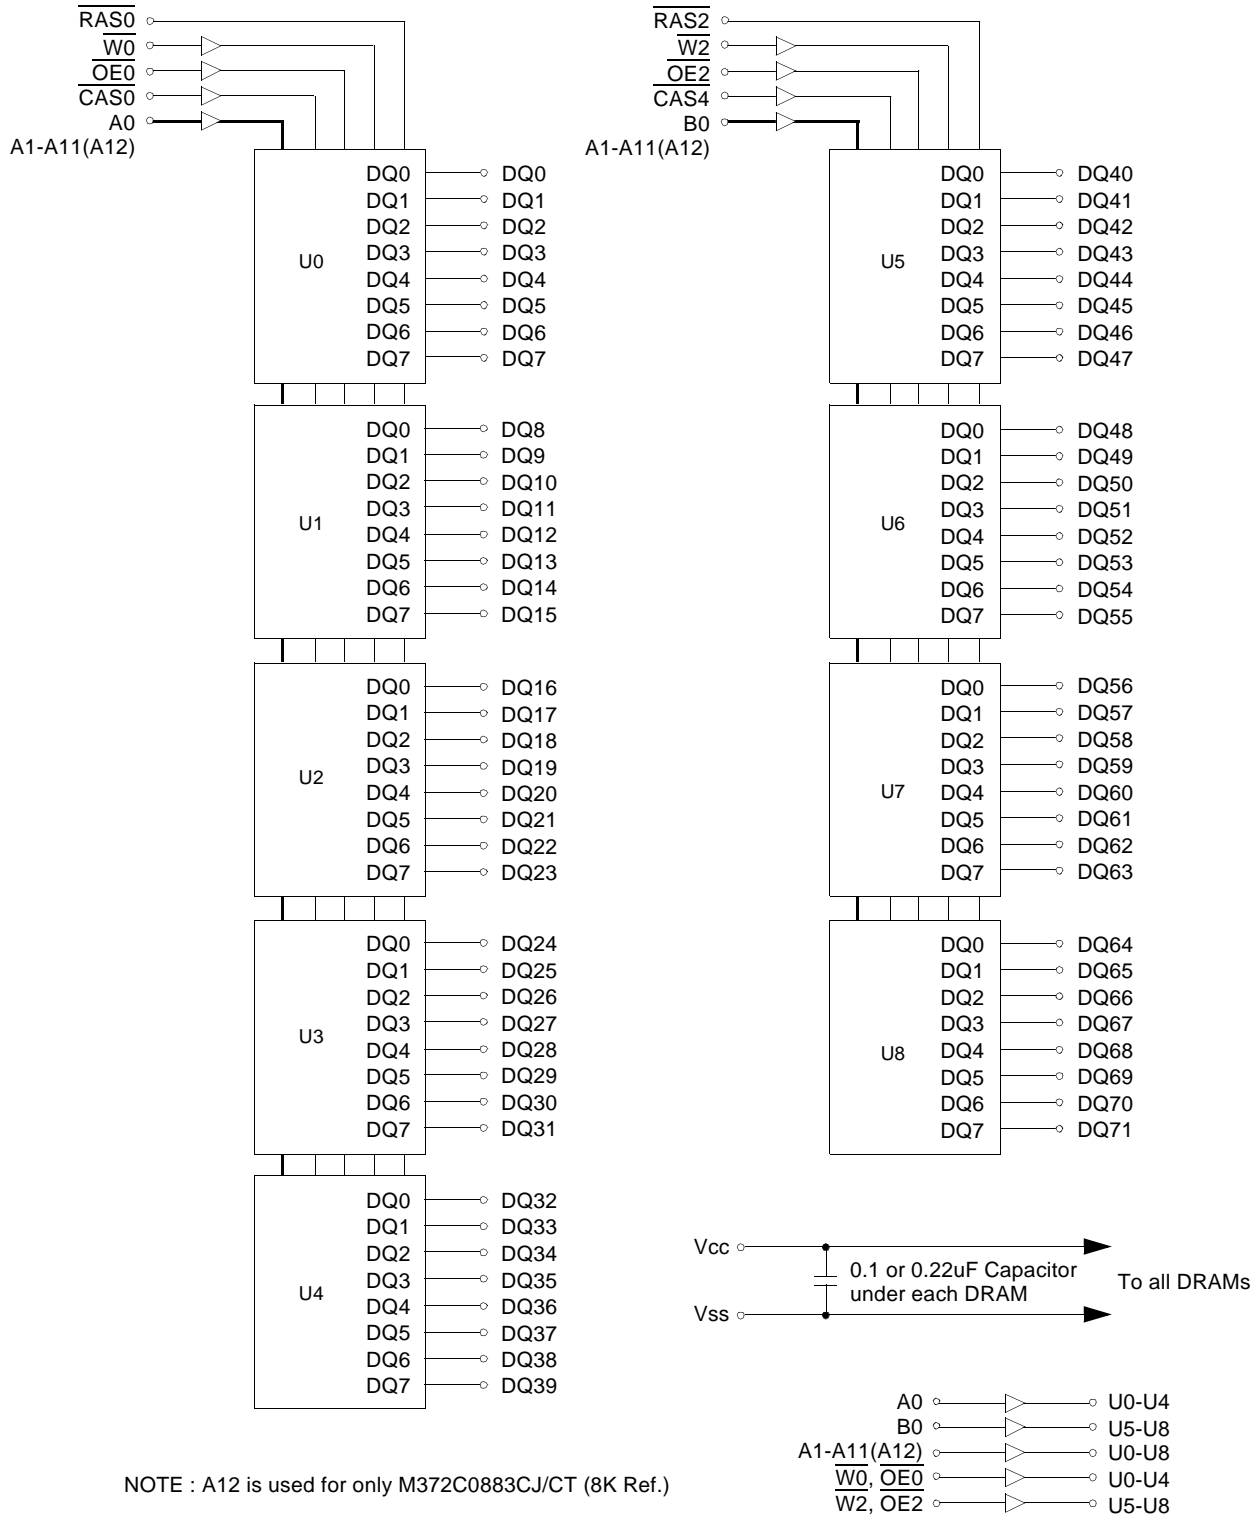 RAS0
W0
OE0
CAS0
A0
A1-A11(A12)
U0
DQ0 DQ0
DQ1 DQ1
DQ2 DQ2
DQ3 DQ3
DQ4 DQ4
DQ5 DQ5
DQ6 DQ6
DQ7 DQ7
U1
DQ0 DQ8
DQ1 DQ9
DQ2 DQ10
DQ3 DQ11
DQ4 DQ12
DQ5 DQ13
DQ6 DQ14
DQ7 DQ15
U2
DQ0 DQ16
DQ1 DQ17
DQ2 DQ18
DQ3 DQ19
DQ4 DQ20
DQ5 DQ21
DQ6 DQ22
DQ7 DQ23
U3
DQ0 DQ24
DQ1 DQ25
DQ2 DQ26
DQ3 DQ27
DQ4 DQ28
DQ5 DQ29
DQ6 DQ30
DQ7 DQ31
U4
DQ0 DQ32
DQ1 DQ33
DQ2 DQ34
DQ3 DQ35
DQ4 DQ36
DQ5 DQ37
DQ6 DQ38
DQ7 DQ39
RAS2
W2
OE2
CAS4
B0
A1-A11(A12)
U5
DQ0 DQ40
DQ1 DQ41
DQ2 DQ42
DQ3 DQ43
DQ4 DQ44
DQ5 DQ45
DQ6 DQ46
DQ7 DQ47
U6
DQ0 DQ48
DQ1 DQ49
DQ2 DQ50
DQ3 DQ51
DQ4 DQ52
DQ5 DQ53
DQ6 DQ54
DQ7 DQ55
U7
DQ0 DQ56
DQ1 DQ57
DQ2 DQ58
DQ3 DQ59
DQ4 DQ60
DQ5 DQ61
DQ6 DQ62
DQ7 DQ63
U8
DQ0 DQ64
DQ1 DQ65
DQ2 DQ66
DQ3 DQ67
DQ4 DQ68
DQ5 DQ69
DQ6 DQ70
DQ7 DQ71
Vcc
0.1 or 0.22uF Capacitor
under each DRAM
To all DRAMs
Vss
A0 U0-U4
B0 U5-U8
A1-A11(A12) U0-U8
W0, OE0 U0-U4
W2, OE2 U5-U8
NOTE : A12 is used for only M372C0883CJ/CT (8K Ref.)